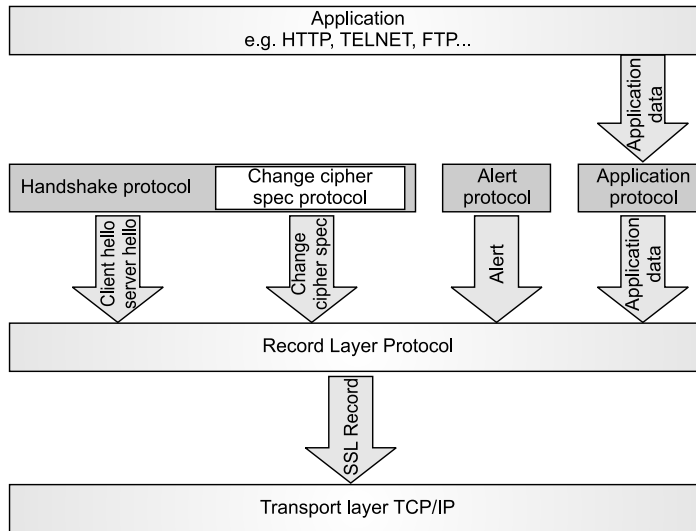 Application
e.g. HTTP, TELNET, FTP...
Application
data
Handshake protocol
Change cipher
spec protocol
Alert
protocol
Application
protocol
Client hello
server hello
Change
cipher spec
Alert
Application
data
Record Layer Protocol
SSL Record
Transport layer TCP/IP